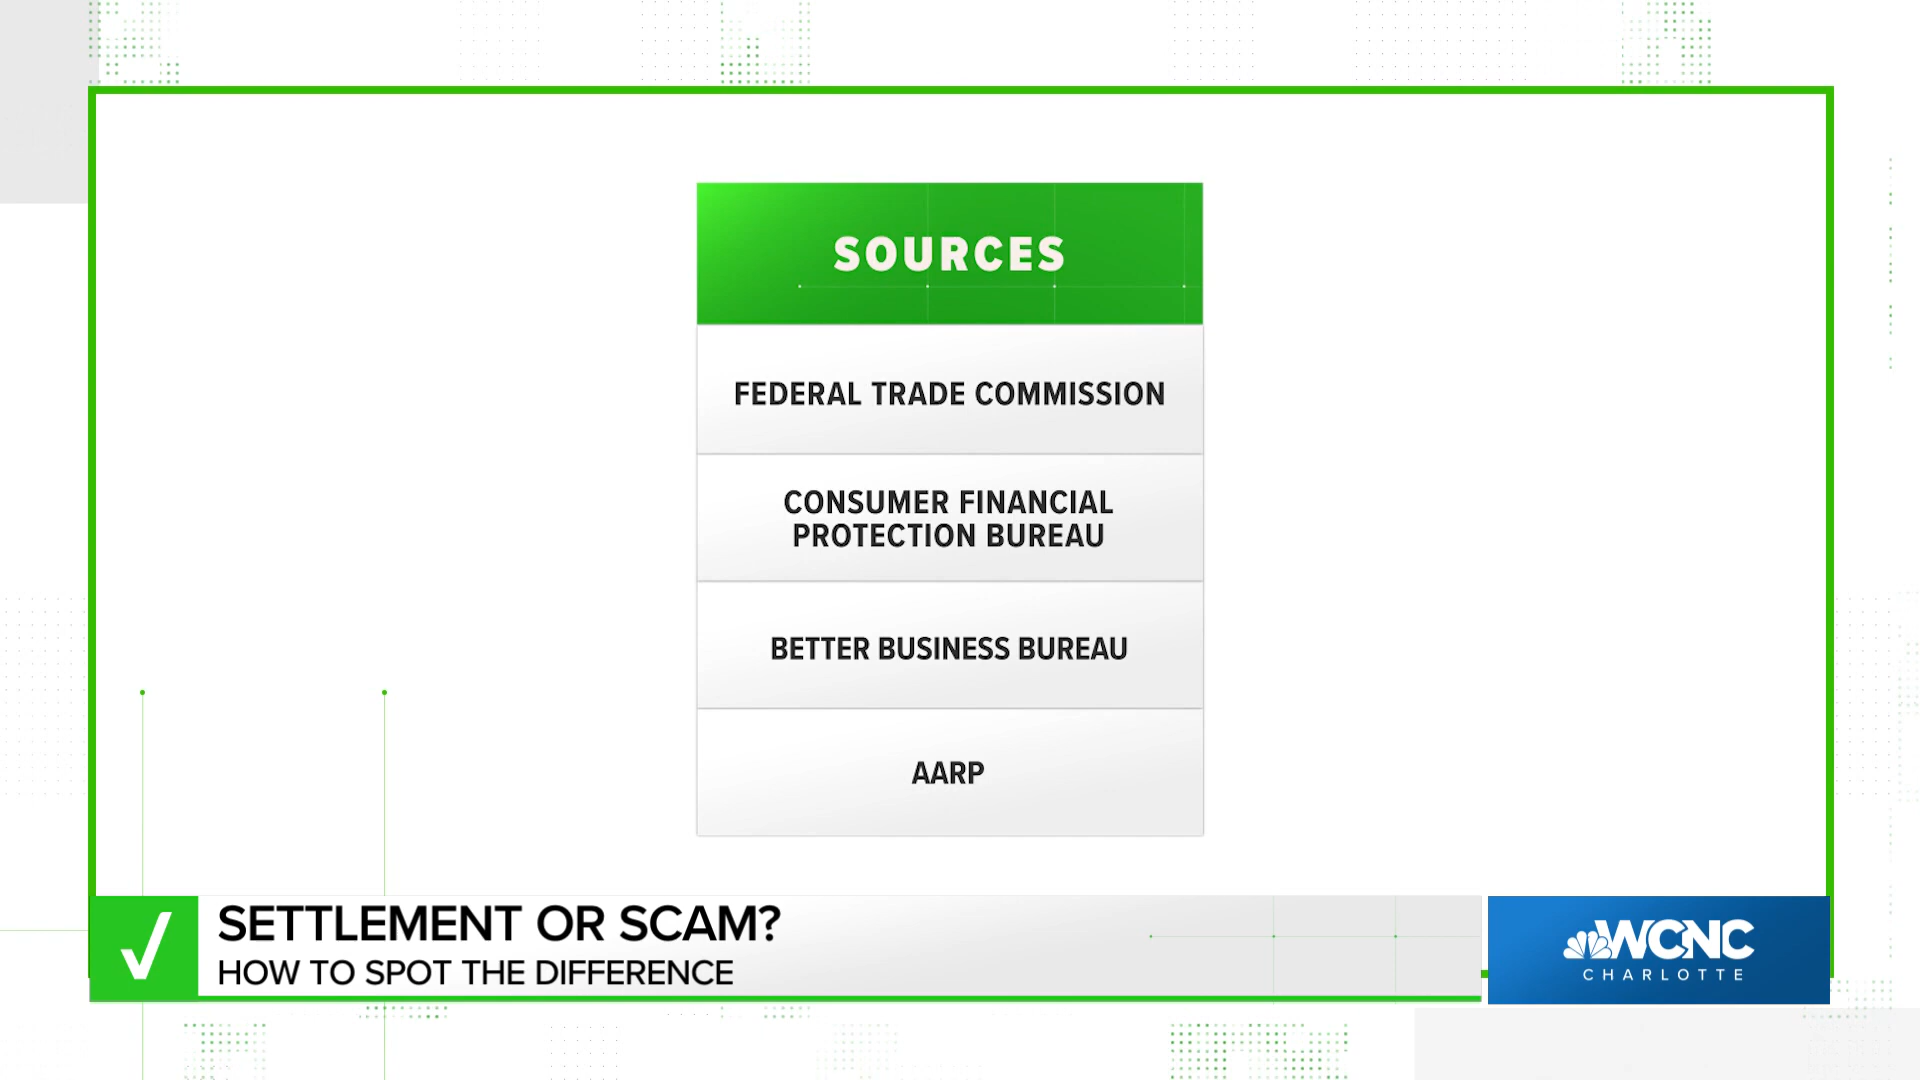 SOURCES
FEDERAL TRADE COMMISSION
CONSUMER FINANCIAL
PROTECTION BUREAU
BETTER BUSINESS BUREAU
AARP
SETTLEMENT OR SCAM?
HOW TO SPOT THE DIFFERENCE
WCNC
CHARLOTTE